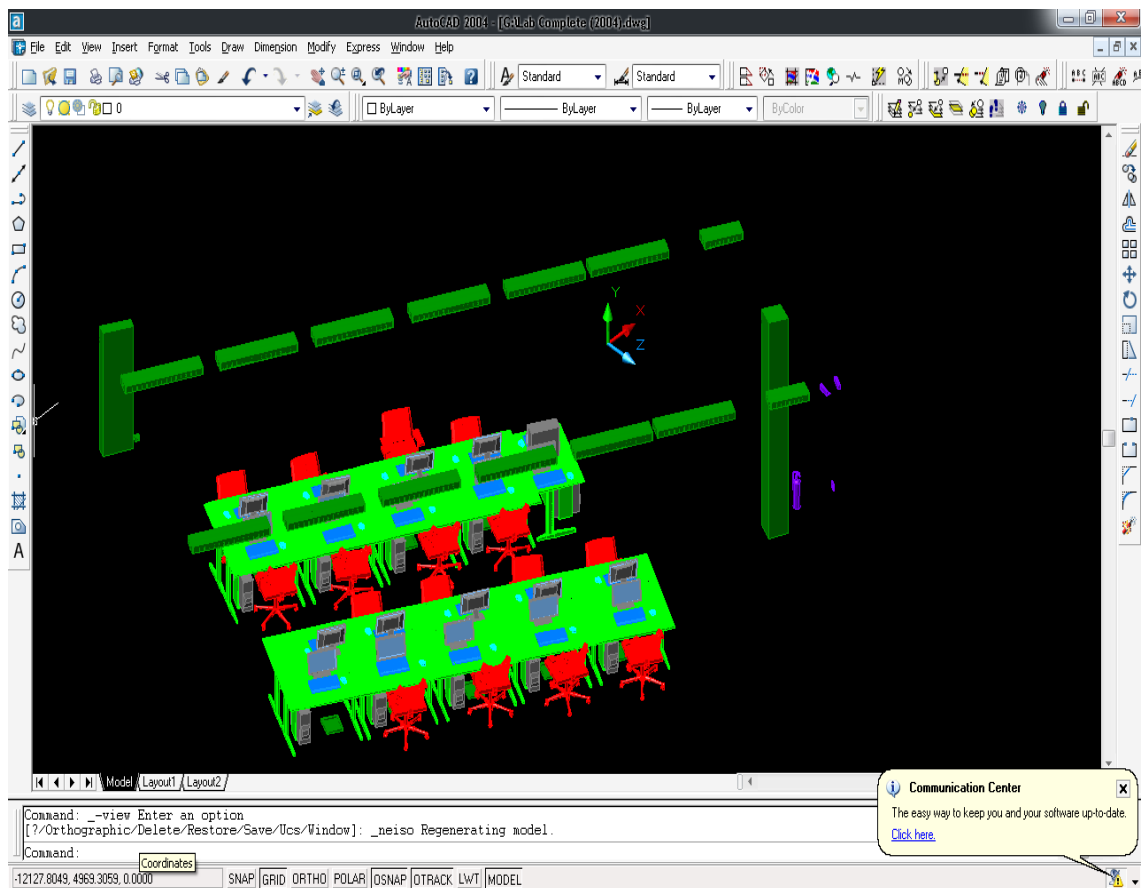 AutoCAD 2004 - [G:\Lab Complete (2004).dwg]
File Edit View Insert Format Tools Draw Dimension Modify Express Window Help
Standard Standard
0 ByLayer ByLayer ByLayer ByColor
Y
X
Z
A
Model Layout1 Layout2
Communication Center
The easy way to keep you and your software up-to-date.
Click here.
Command: _-view Enter an option
[?/Orthographic/Delete/Restore/Save/Ucs/Window]: _neiso Regenerating model.
Command:
Coordinates
-12127.8049, 4969.3059, 0.0000 SNAP GRID ORTHO POLAR OSNAP OTRACK LWT MODEL